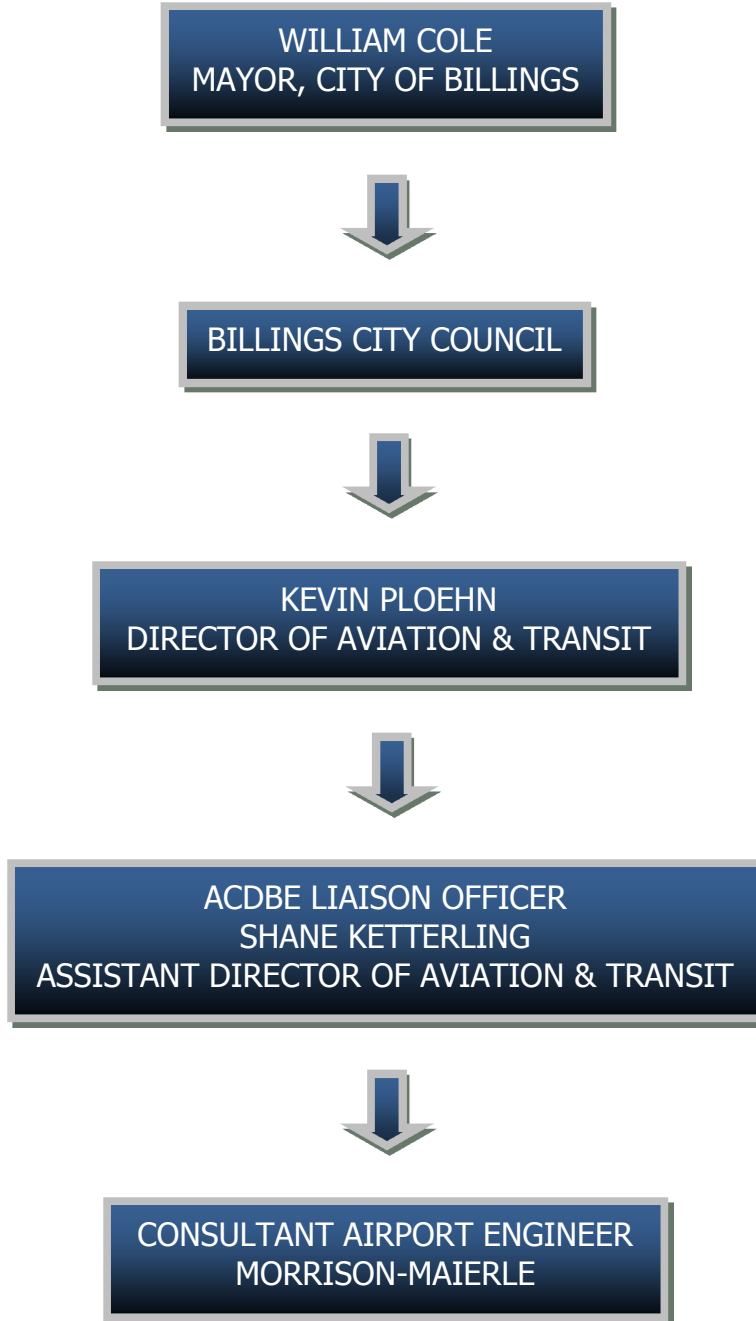 WILLIAM COLE
MAYOR, CITY OF BILLINGS
BILLINGS CITY COUNCIL
KEVIN PLOEHN
DIRECTOR OF AVIATION & TRANSIT
ACDBE LIAISON OFFICER
SHANE KETTERLING
ASSISTANT DIRECTOR OF AVIATION & TRANSIT
CONSULTANT AIRPORT ENGINEER
MORRISON-MAIERLE